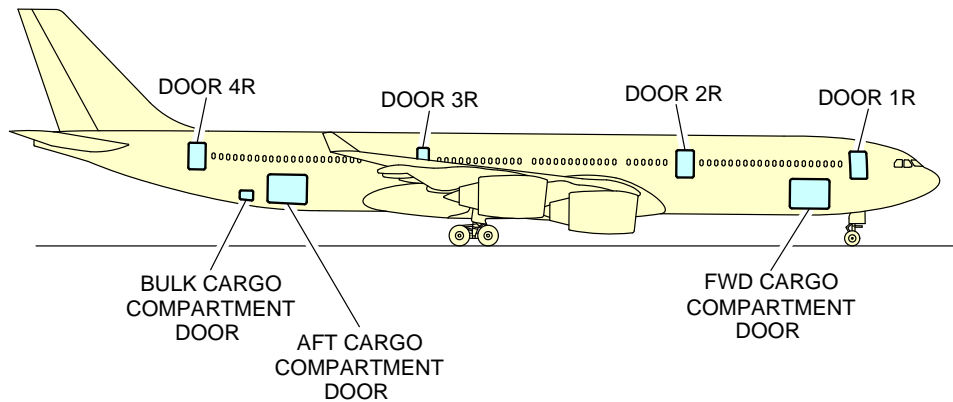 DOOR 4R
DOOR 3R
DOOR 2R
DOOR 1R
BULK CARGO
COMPARTMENT
DOOR
AFT CARGO
COMPARTMENT
DOOR
FWD CARGO
COMPARTMENT
DOOR